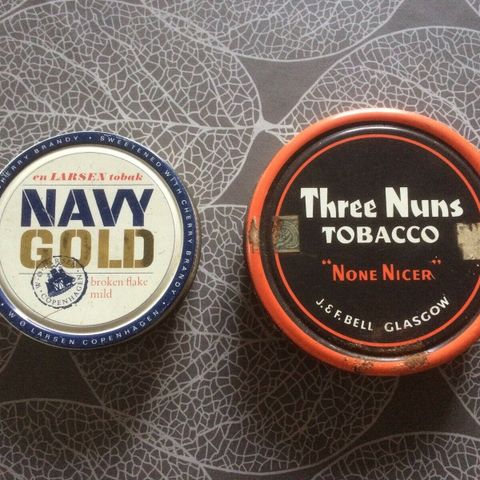 SWEETENED WITH CHERRY BRANDY
en LARSEN tobak
NAVY
GOLD
broken flake
mild
COPENHAGEN
W Ø LARSEN COPENHAGEN
Three Nuns
TOBACCO
"NONE NICER"
J. & F. BELL GLASGOW